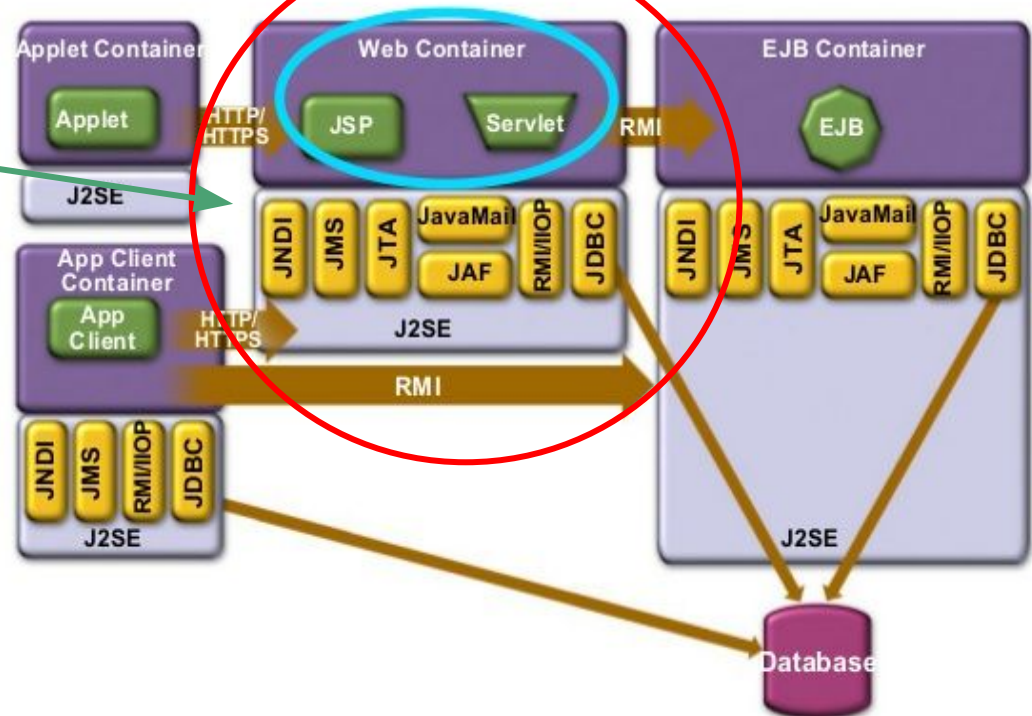 Applet Container
Applet
HTTP/
HTTPS
J2SE
Web Container
JSP
Servlet
RMI
JNDI
JMS
JTA
JavaMail
JAF
RMI/IIOP
JDBC
J2SE
EJB Container
EJB
JNDI
JMS
JTA
JavaMail
JAF
RMI/IIOP
JDBC
J2SE
App Client
Container
App
Client
HTTP/
HTTPS
RMI
JNDI
JMS
RMI/IIOP
JDBC
J2SE
Database